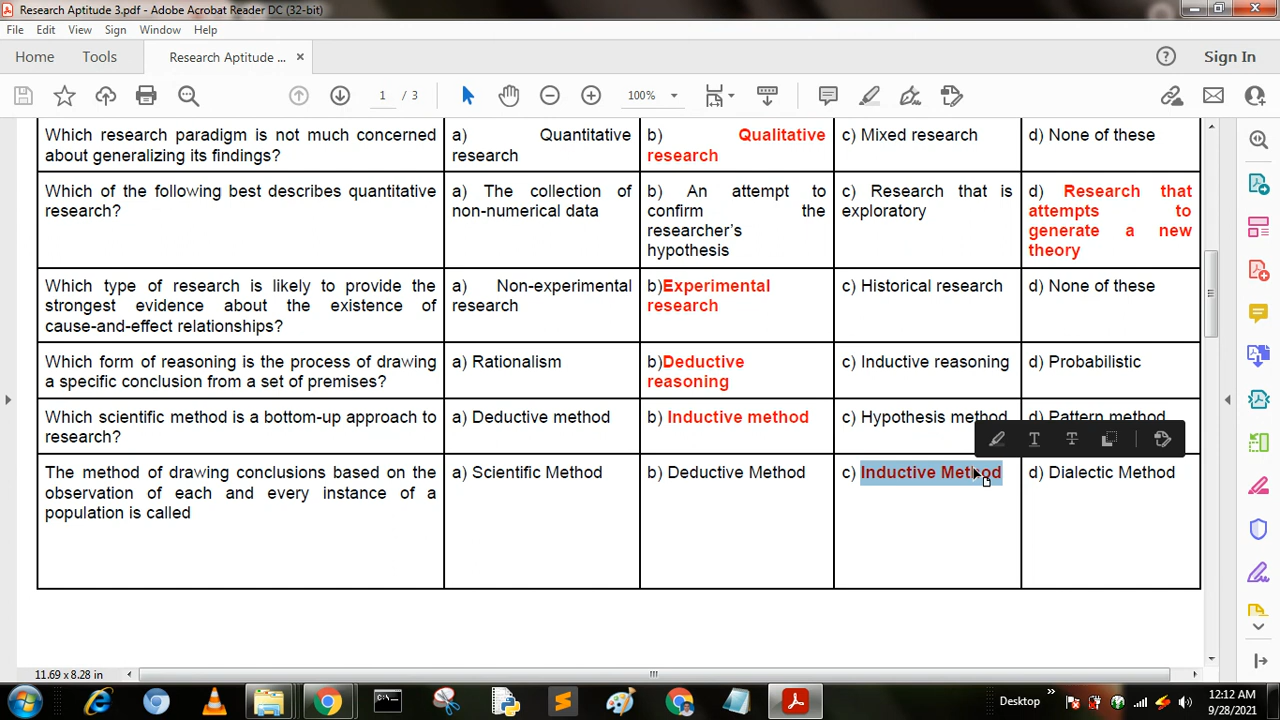 Research Aptitude 3.pdf - Adobe Acrobat Reader DC (32-bit)
File Edit View Sign Window Help
Home Tools Research Aptitude ... × Sign In
1 / 3 100%
Which research paradigm is not much concerned
about generalizing its findings?
a) Quantitative
research
b) Qualitative
research
c) Mixed research
d) None of these
Which of the following best describes quantitative
research?
a) The collection of
non-numerical data
b) An attempt to
confirm the
researcher's
hypothesis
c) Research that is
exploratory
d) Research that
attempts to
generate a new
theory
Which type of research is likely to provide the
strongest evidence about the existence of
cause-and-effect relationships?
a) Non-experimental
research
b)Experimental
research
c) Historical research
d) None of these
Which form of reasoning is the process of drawing
a specific conclusion from a set of premises?
a) Rationalism
b)Deductive
reasoning
c) Inductive reasoning
d) Probabilistic
Which scientific method is a bottom-up approach to
research?
a) Deductive method
b) Inductive method
c) Hypothesis method
d) Pattern method
The method of drawing conclusions based on the
observation of each and every instance of a
population is called
a) Scientific Method
b) Deductive Method
c) Inductive Method
d) Dialectic Method
11.69 x 8.28 in
Desktop
12:12 AM
9/28/2021